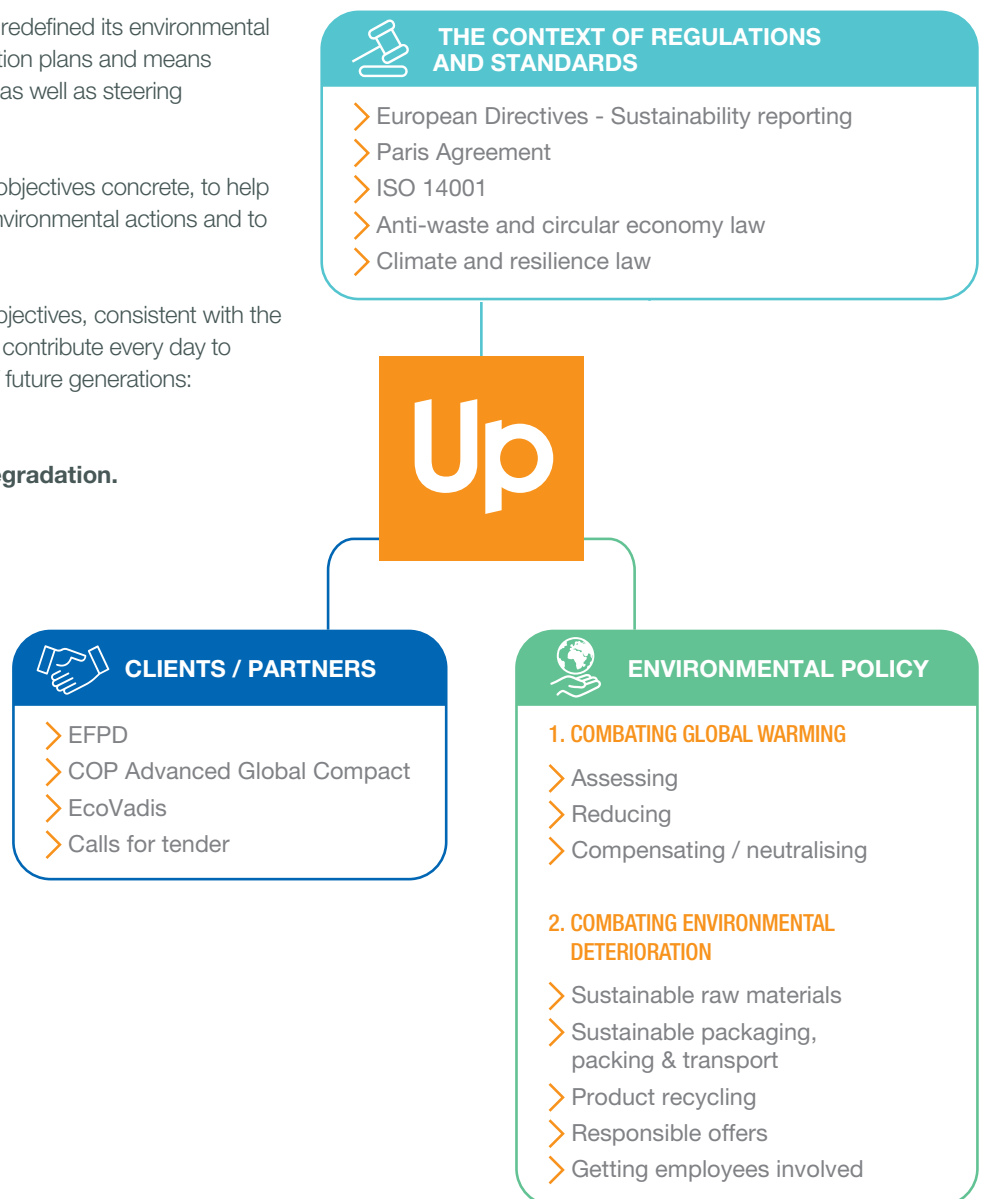 redefined its environmental
tion plans and means
as well as steering
objectives concrete, to help
nvironmental actions and to
bjectives, consistent with the
contribute every day to
future generations:
egradation.
THE CONTEXT OF REGULATIONS
AND STANDARDS
European Directives - Sustainability reporting
Paris Agreement
ISO 14001
Anti-waste and circular economy law
Climate and resilience law
Up
CLIENTS / PARTNERS
EFPD
COP Advanced Global Compact
EcoVadis
Calls for tender
ENVIRONMENTAL POLICY
1. COMBATING GLOBAL WARMING
Assessing
Reducing
Compensating / neutralising
2. COMBATING ENVIRONMENTAL
DETERIORATION
Sustainable raw materials
Sustainable packaging,
packing & transport
Product recycling
Responsible offers
Getting employees involved